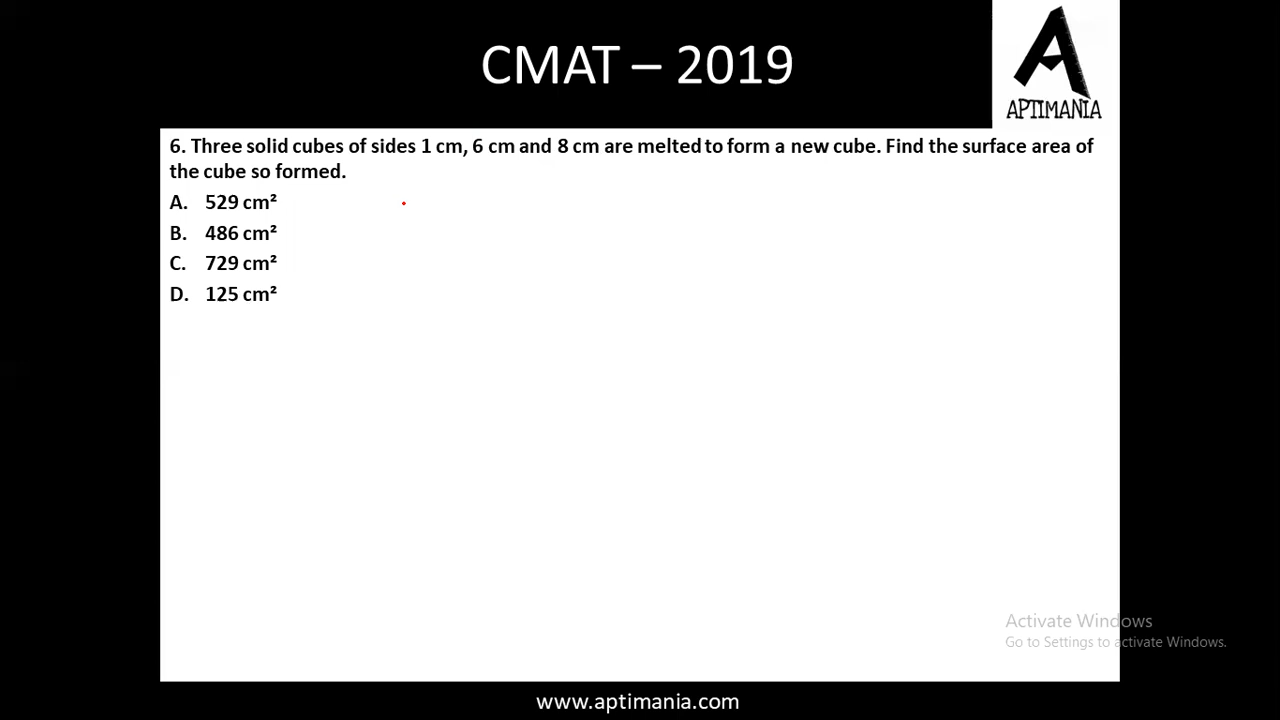 CMAT – 2019
APTIMANIA
6. Three solid cubes of sides 1 cm, 6 cm and 8 cm are melted to form a new cube. Find the surface area of
the cube so formed.
A. 529 cm²
B. 486 cm²
C. 729 cm²
D. 125 cm²
Activate Windows
Go to Settings to activate Windows.
www.aptimania.com